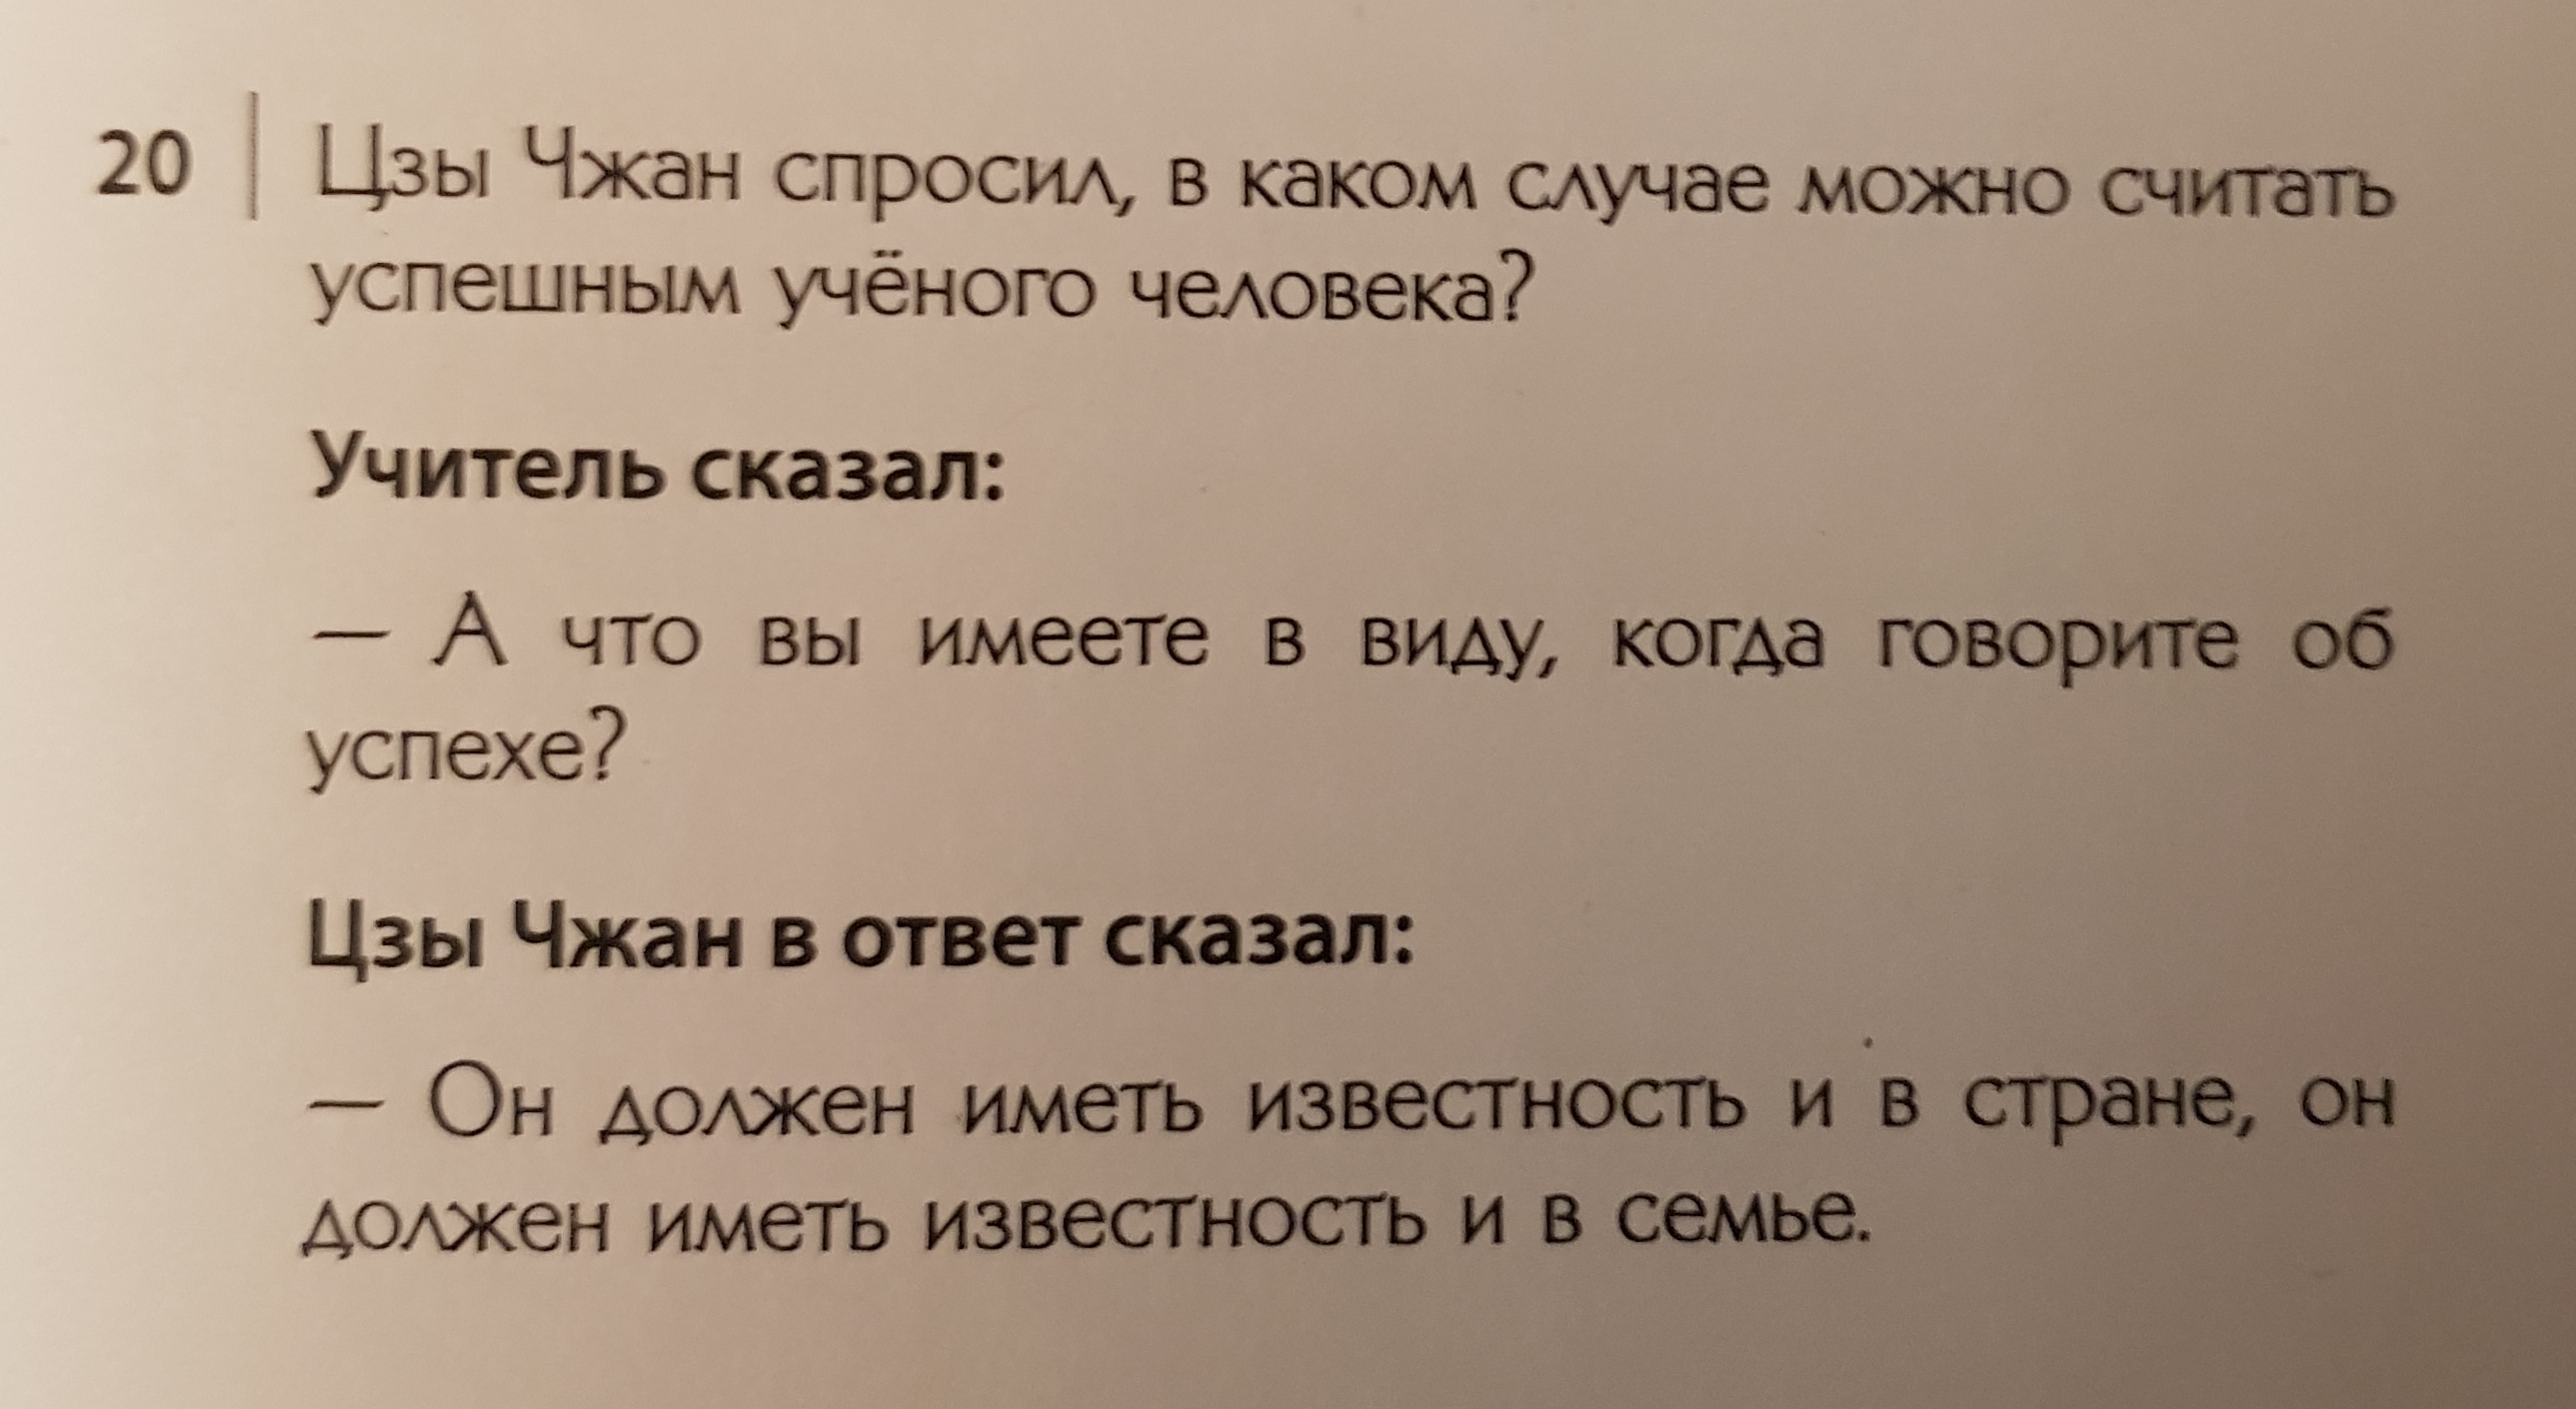 20 Цзы Чжан спросил, в каком случае можно считать
успешным учёного человека?
Учитель сказал:
— А что вы имеете в виду, когда говорите об
успехе?
Цзы Чжан в ответ сказал:
— Он должен иметь известность и в стране, он
должен иметь известность и в семье.